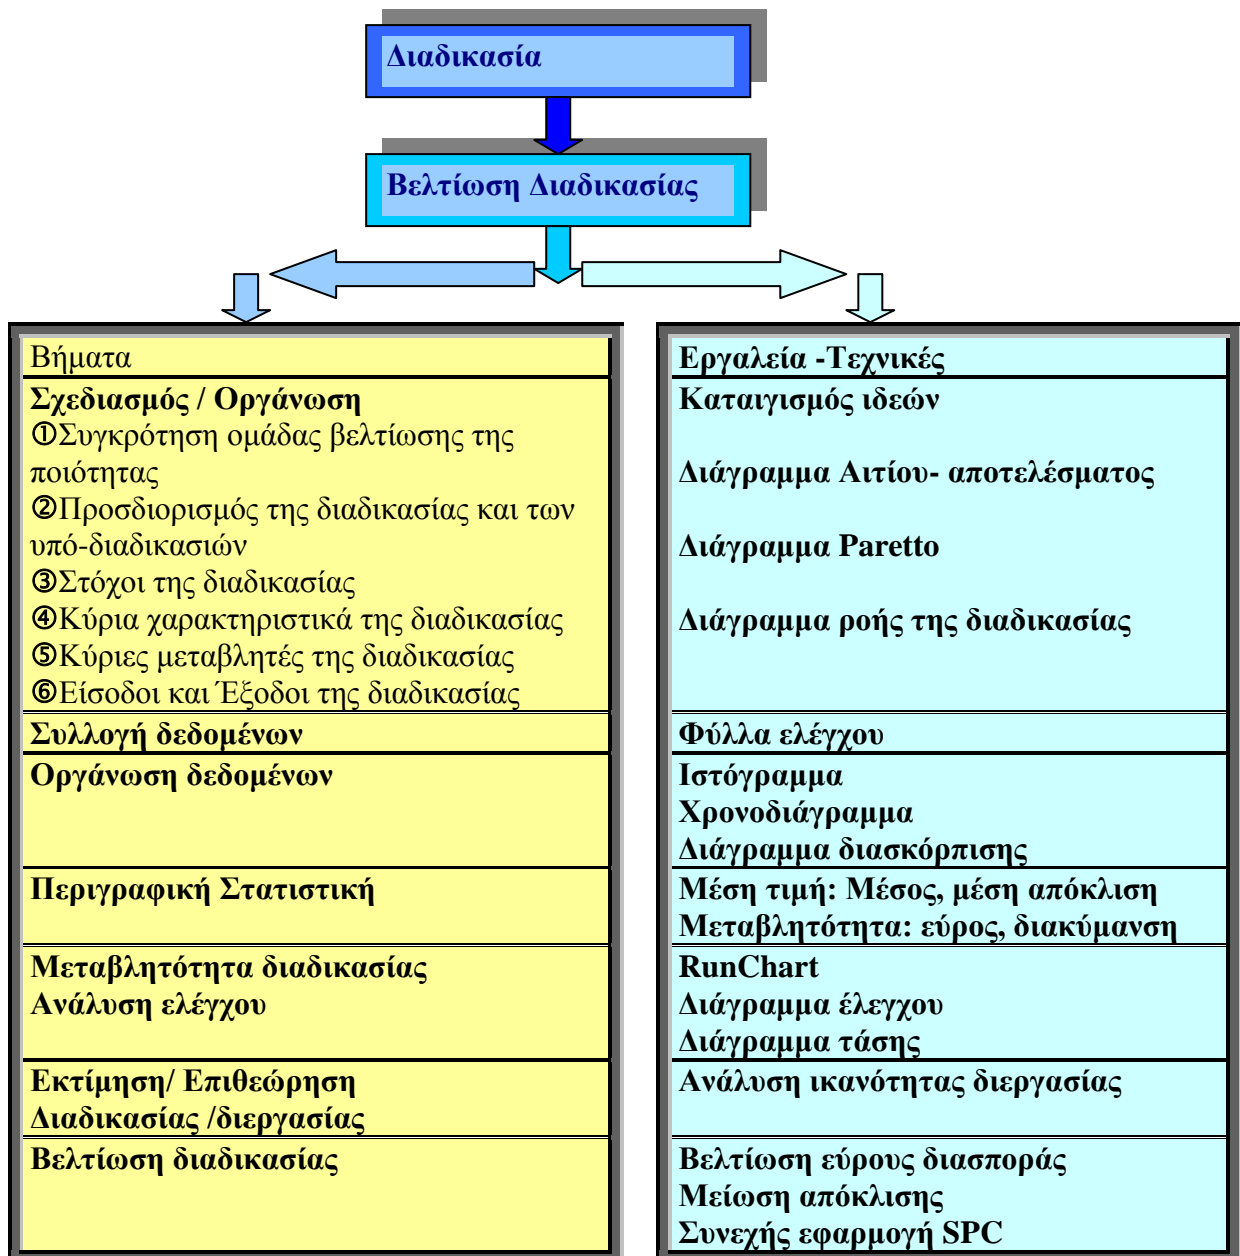 Διαδικασία
Βελτίωση Διαδικασίας
Βήματα
Σχεδιασμός / Οργάνωση
①Συγκρότηση ομάδας βελτίωσης της
ποιότητας
②Προσδιορισμός της διαδικασίας και των
υπό-διαδικασιών
③Στόχοι της διαδικασίας
④Κύρια χαρακτηριστικά της διαδικασίας
⑤Κύριες μεταβλητές της διαδικασίας
⑥Είσοδοι και Έξοδοι της διαδικασίας
Συλλογή δεδομένων
Οργάνωση δεδομένων
Περιγραφική Στατιστική
Μεταβλητότητα διαδικασίας
Ανάλυση ελέγχου
Εκτίμηση/ Επιθεώρηση
Διαδικασίας /διεργασίας
Βελτίωση διαδικασίας
Εργαλεία -Τεχνικές
Καταιγισμός ιδεών
Διάγραμμα Αιτίου- αποτελέσματος
Διάγραμμα Paretto
Διάγραμμα ροής της διαδικασίας
Φύλλα ελέγχου
Ιστόγραμμα
Χρονοδιάγραμμα
Διάγραμμα διασκόρπισης
Μέση τιμή: Μέσος, μέση απόκλιση
Μεταβλητότητα: εύρος, διακύμανση
RunChart
Διάγραμμα έλεγχου
Διάγραμμα τάσης
Ανάλυση ικανότητας διεργασίας
Βελτίωση εύρους διασποράς
Μείωση απόκλισης
Συνεχής εφαρμογή SPC